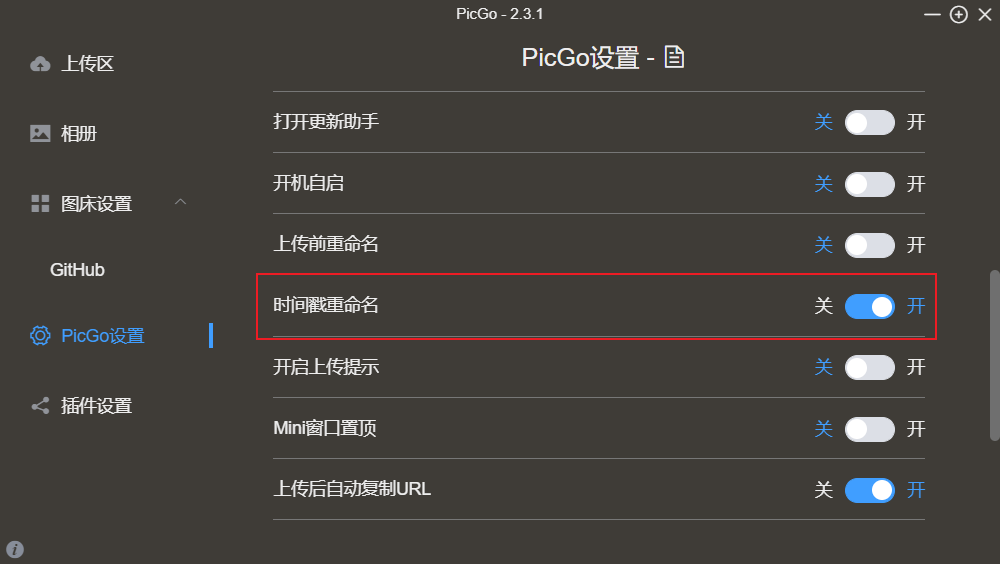 PicGo - 2.3.1
上传区
相册
图床设置
GitHub
PicGo设置
插件设置
PicGo设置 -
打开更新助手 关 开
开机自启 关 开
上传前重命名 关 开
时间戳重命名 关 开
开启上传提示 关 开
Mini窗口置顶 关 开
上传后自动复制URL 关 开